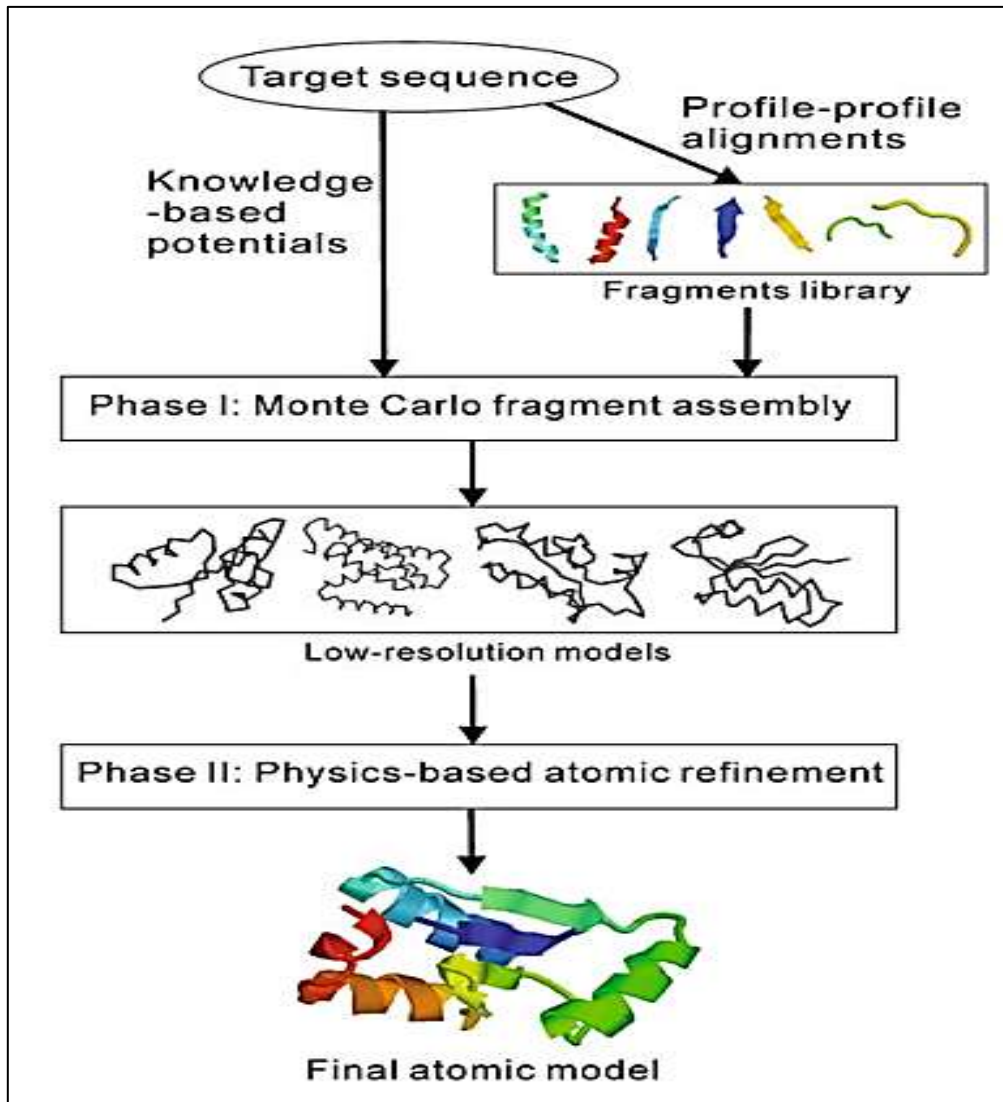 Target sequence
Profile-profile
alignments
Knowledge
-based
potentials
Fragments library
Phase I: Monte Carlo fragment assembly
Low-resolution models
Phase II: Physics-based atomic refinement
Final atomic model